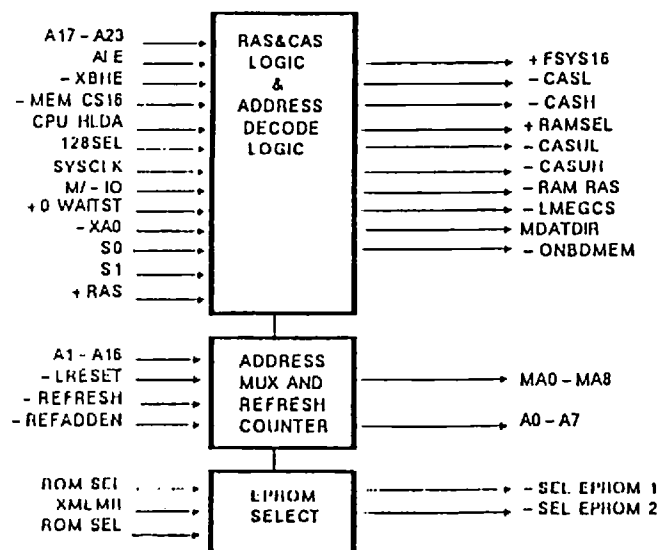 A17 - A23
ALE
- XBHE
- MEM CS16
CPU HLDA
128SEL
SYSCLK
M/ - IO
+0 WAITST
- XA0
S0
S1
+ RAS
RAS&CAS
LOGIC
&
ADDRESS
DECODE
LOGIC
+ FSYS16
- CASL
- CASH
+ RAMSEL
- CASUL
- CASUH
- RAM RAS
- LMEGCS
MDATDIR
- ONBDMEM
A1 - A16
- LRESET
- REFRESH
- REFADDEN
ADDRESS
MUX AND
REFRESH
COUNTER
MA0 - MA8
A0 - A7
ROM SEL
XMEMR
ROM SEL
EPROM
SELECT
- SEL EPROM 1
- SEL EPROM 2